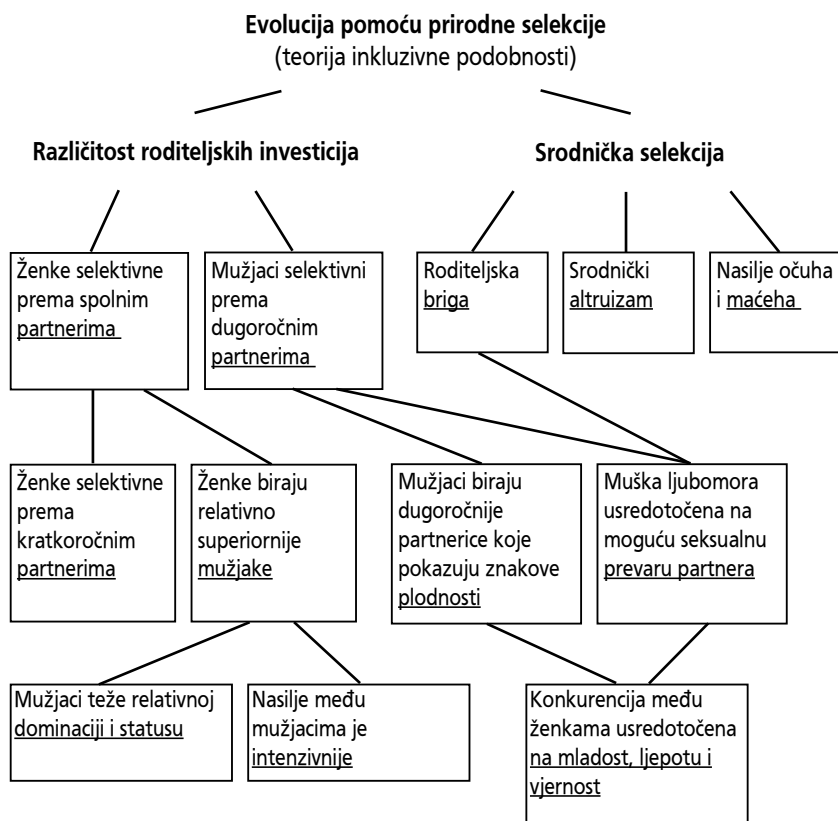 Evolucija pomoću prirodne selekcije
(teorija inkluzivne podobnosti)
Različitost roditeljskih investicija
Srodnička selekcija
Ženke selektivne
prema spolnim
partnerima
Mužjaci selektivni
prema
dugoročnim
partnerima
Roditeljska
briga
Srodnički
altruizam
Nasilje očuha
i maćeha
Ženke selektivne
prema
kratkoročnim
partnerima
Ženke biraju
relativno
superiornije
mužjake
Mužjaci biraju
dugoročnije
partnerice koje
pokazuju znakove
plodnosti
Muška ljubomora
usredotočena na
moguću seksualnu
prevaru partnera
Mužjaci teže relativnoj
dominaciji i statusu
Nasilje među
mužjacima je
intenzivnije
Konkurencija među
ženkama usredotočena
na mladost, ljepotu i
vjernost